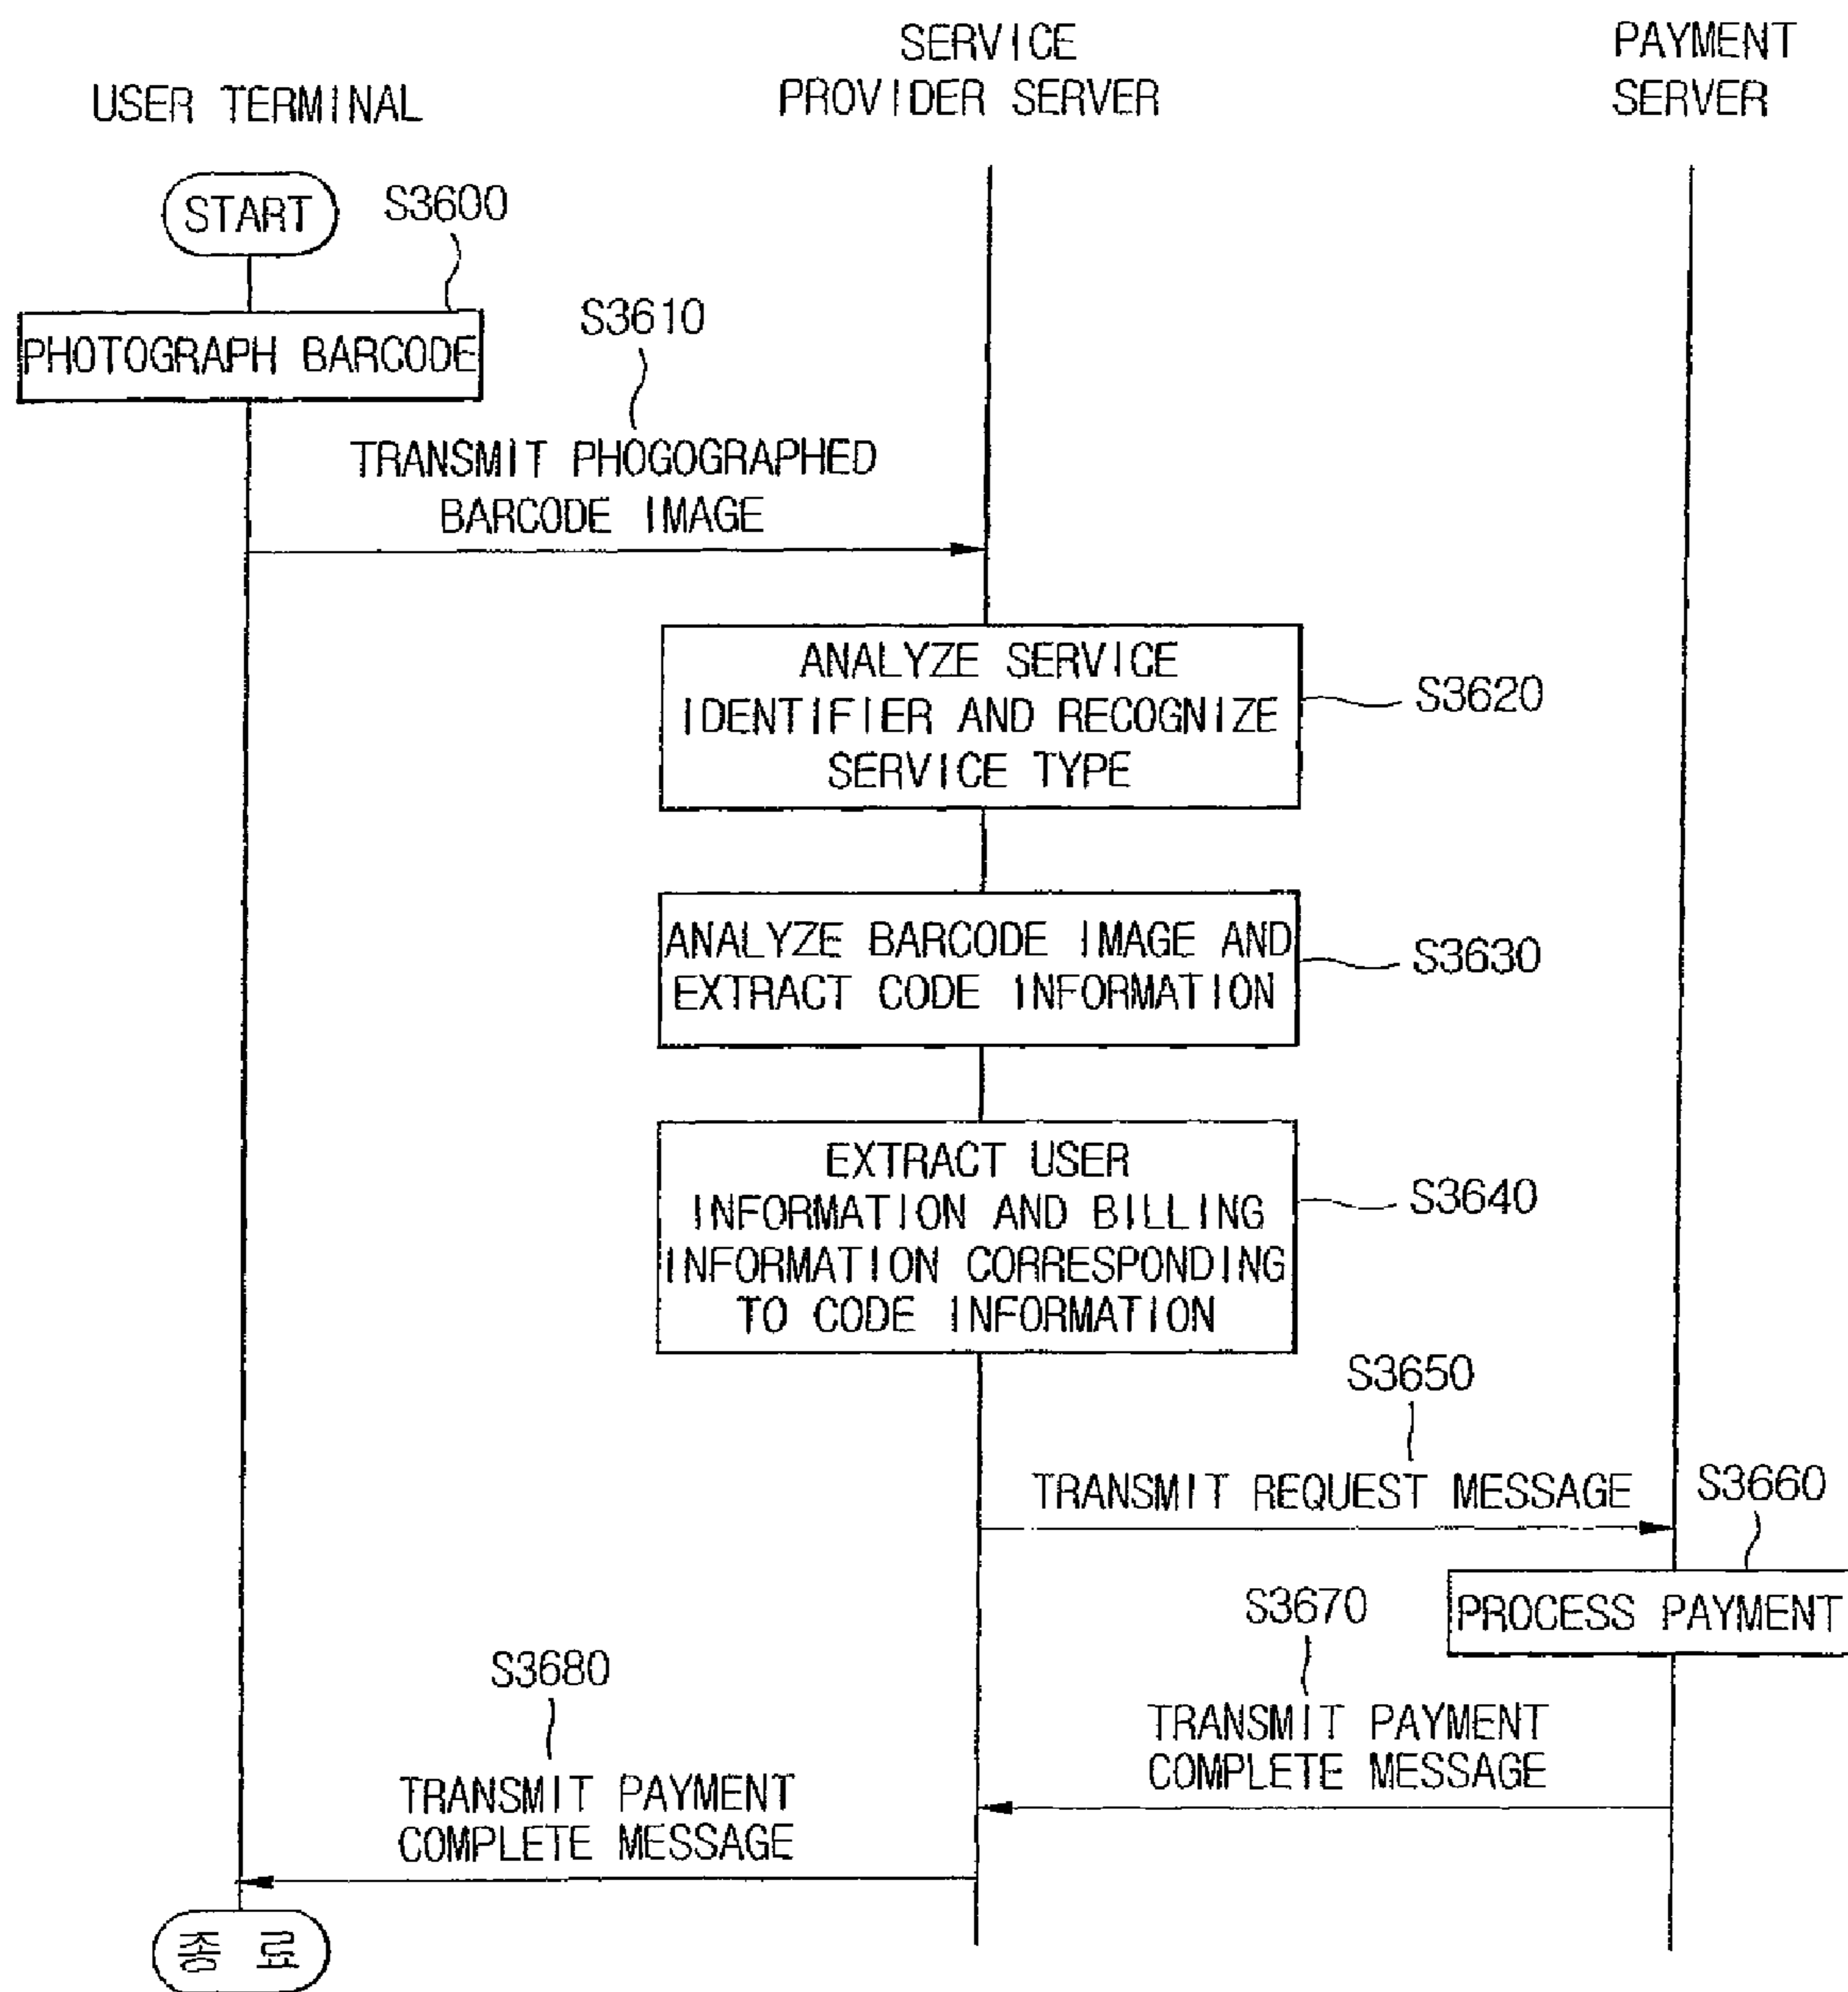 SERVICE
PROVIDER SERVER
PAYMENT
SERVER
USER TERMINAL
START
S3600
PHOTOGRAPH BARCODE
S3610
TRANSMIT PHOGOGRAPHED
BARCODE IMAGE
ANALYZE SERVICE
IDENTIFIER AND RECOGNIZE
SERVICE TYPE
S3620
ANALYZE BARCODE IMAGE AND
EXTRACT CODE INFORMATION
S3630
EXTRACT USER
INFORMATION AND BILLING
INFORMATION CORRESPONDING
TO CODE INFORMATION
S3640
S3650
TRANSMIT REQUEST MESSAGE
S3660
PROCESS PAYMENT
S3670
TRANSMIT PAYMENT
COMPLETE MESSAGE
S3680
TRANSMIT PAYMENT
COMPLETE MESSAGE
종 료